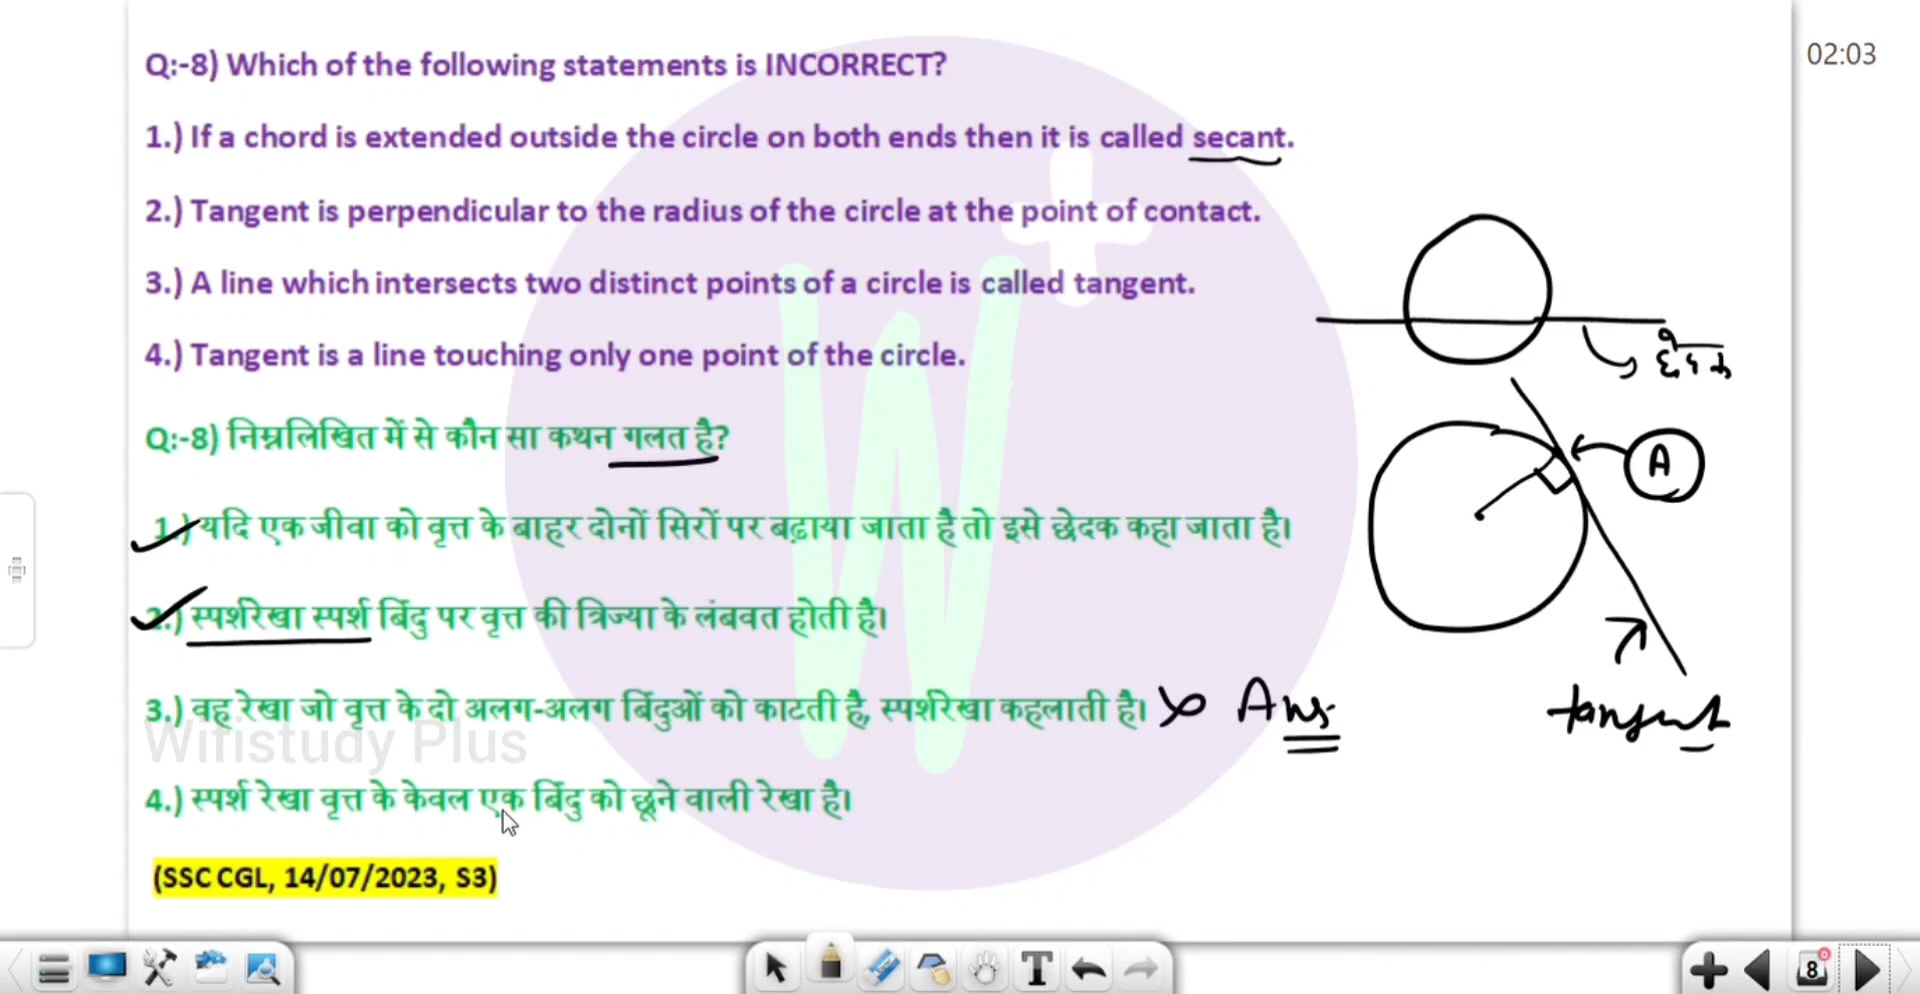 02:03
Q:-8) Which of the following statements is INCORRECT?
1.) If a chord is extended outside the circle on both ends then it is called secant.
2.) Tangent is perpendicular to the radius of the circle at the point of contact.
3.) A line which intersects two distinct points of a circle is called tangent.
4.) Tangent is a line touching only one point of the circle.
Q:-8) निम्नलिखित में से कौन सा कथन गलत है?
A
1.) यदि एक जीवा को वृत्त के बाहर दोनों सिरों पर बढ़ाया जाता है तो इसे छेदक कहा जाता है।
2.) स्पर्शरेखा स्पर्श बिंदु पर वृत्त की त्रिज्या के लंबवत होती है।
3.) वह रेखा जो वृत्त के दो अलग-अलग बिंदुओं को काटती है, स्पर्शरेखा कहलाती है। Ans
tangent
Wifistudy Plus
4.) स्पर्श रेखा वृत्त के केवल एक बिंदु को छूने वाली रेखा है।
(SSC CGL, 14/07/2023, S3)
T
8
0